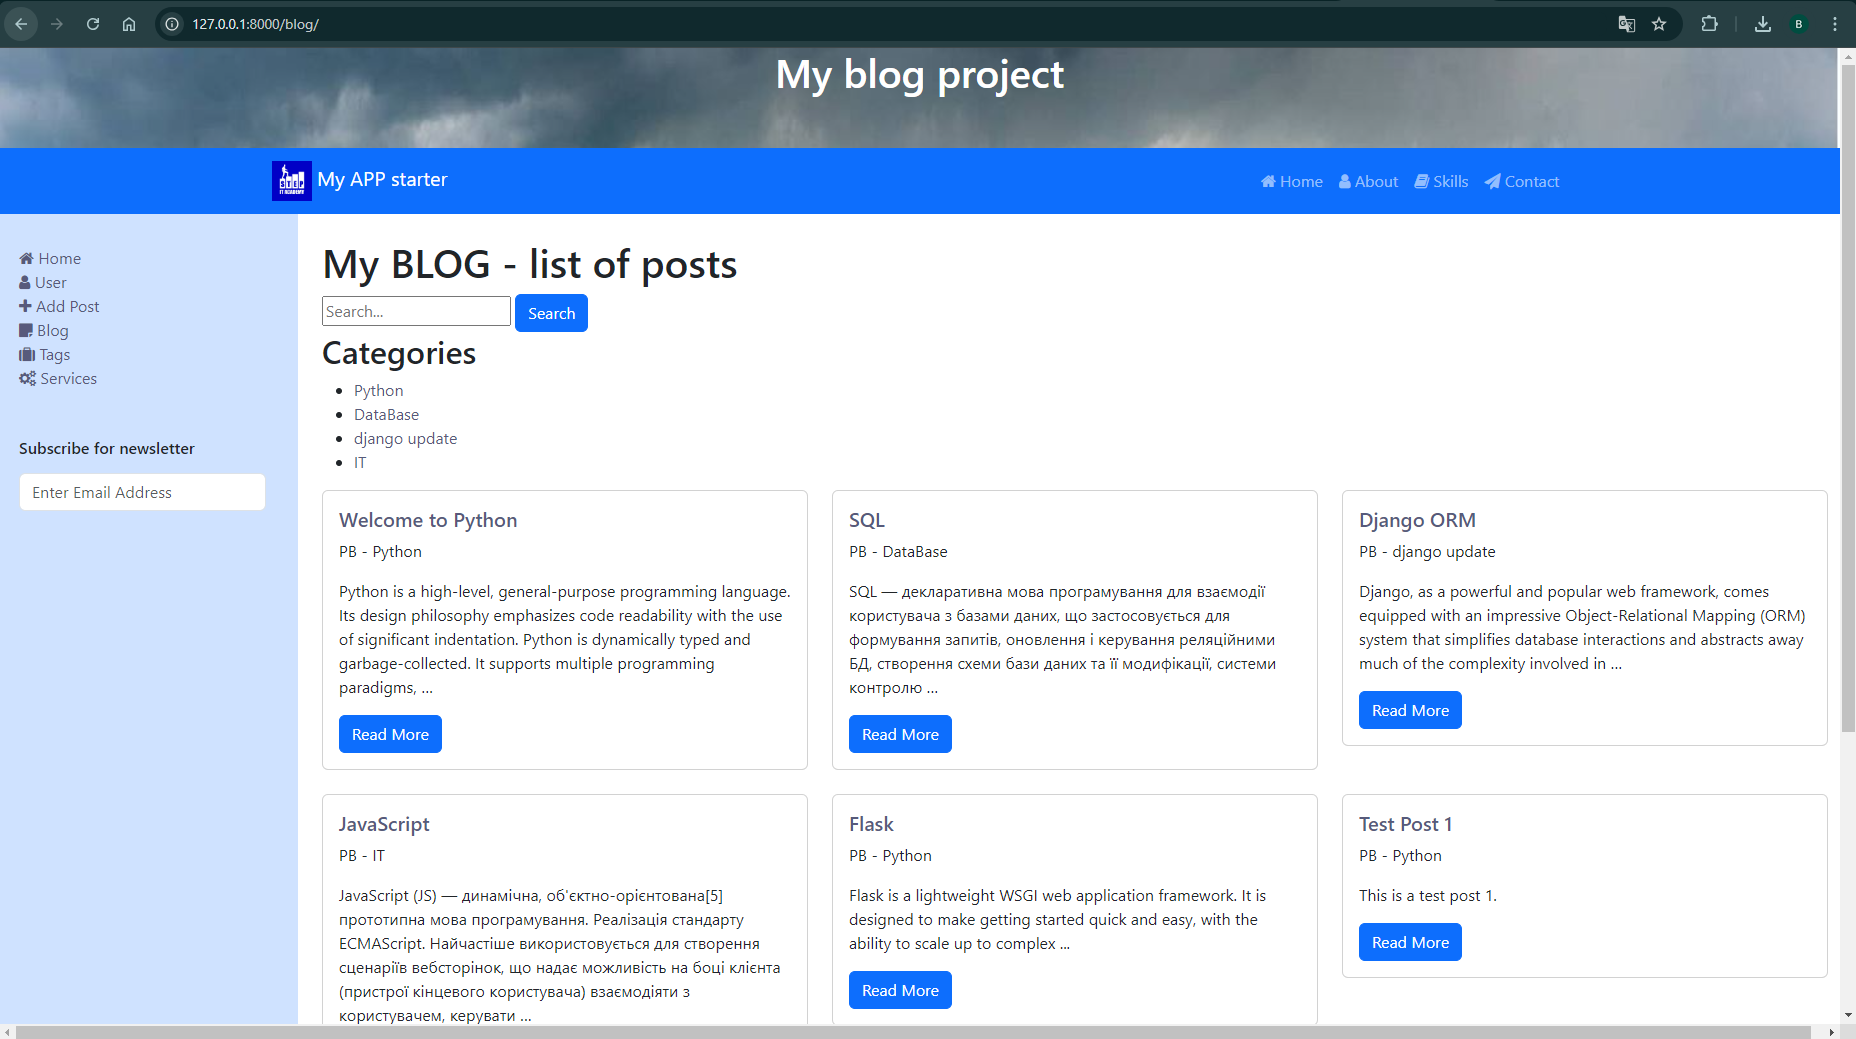 127.0.0.1:8000/blog/
B
My blog project
STEP
IT ACADEMY
My APP starter
Home
About
Skills
Contact
Home
User
Add Post
Blog
Tags
Services
Subscribe for newsletter
Enter Email Address
My BLOG - list of posts
Search...
Search
Categories
Python
DataBase
django update
IT
Welcome to Python
PB - Python
Python is a high-level, general-purpose programming language.
Its design philosophy emphasizes code readability with the use
of significant indentation. Python is dynamically typed and
garbage-collected. It supports multiple programming
paradigms, ...
Read More
SQL
PB - DataBase
SQL — декларативна мова програмування для взаємодії
користувача з базами даних, що застосовується для
формування запитів, оновлення і керування реляційними
БД, створення схеми бази даних та її модифікації, системи
контролю ...
Read More
Django ORM
PB - django update
Django, as a powerful and popular web framework, comes
equipped with an impressive Object-Relational Mapping (ORM)
system that simplifies database interactions and abstracts away
much of the complexity involved in ...
Read More
JavaScript
PB - IT
JavaScript (JS) — динамічна, об'єктно-орієнтована[5]
прототипна мова програмування. Реалізація стандарту
ECMAScript. Найчастіше використовується для створення
сценаріїв вебсторінок, що надає можливість на боці клієнта
(пристрої кінцевого користувача) взаємодіяти з
користувачем, керувати ...
Flask
PB - Python
Flask is a lightweight WSGI web application framework. It is
designed to make getting started quick and easy, with the
ability to scale up to complex ...
Read More
Test Post 1
PB - Python
This is a test post 1.
Read More